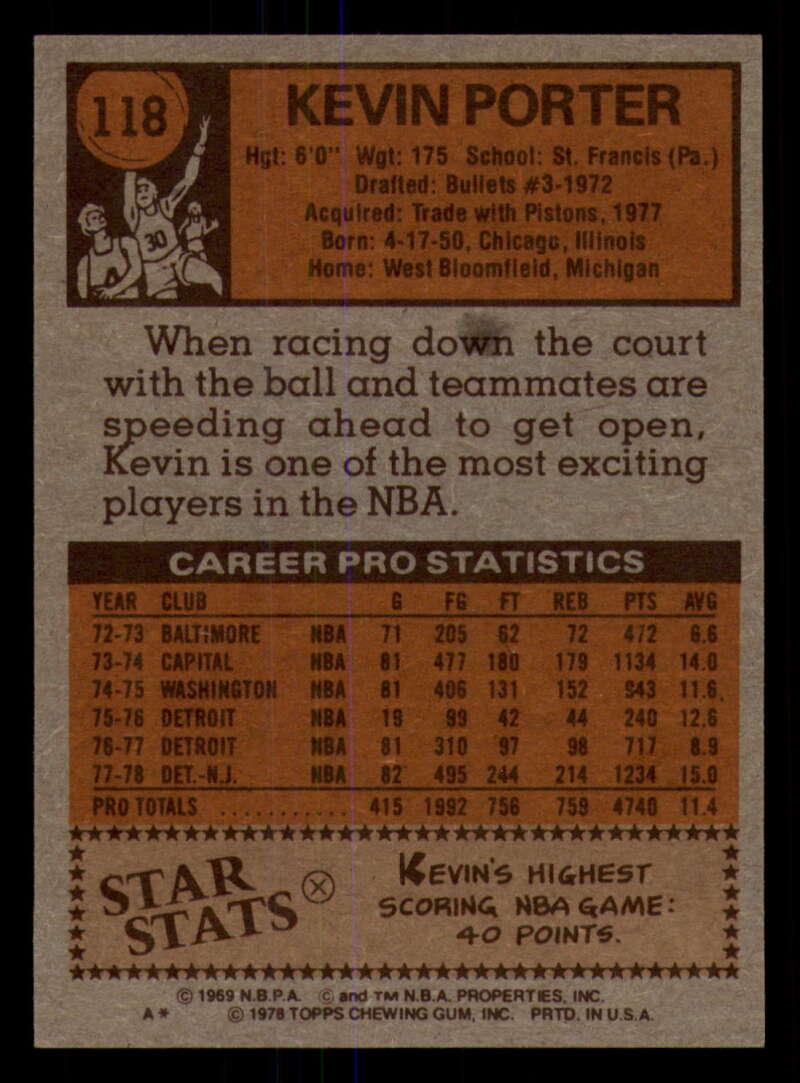 118
KEVIN PORTER
Hgt: 6'0" Wgt: 175 School: St. Francis (Pa.)
Drafted: Bullets #3-1972
Acquired: Trade with Pistons, 1977
Born: 4-17-50, Chicago, Illinois
Home: West Bloomfield, Michigan
30
When racing down the court
with the ball and teammates are
speeding ahead to get open,
Kevin is one of the most exciting
players in the NBA.
CAREER PRO STATISTICS
YEAR CLUB G FG FT REB PTS AVG
72-73 BALTIMORE NBA 71 205 62 72 472 6.6
73-74 CAPITAL NBA 81 477 180 179 1134 14.0
74-75 WASHINGTON NBA 81 406 131 152 943 11.6
75-76 DETROIT NBA 19 99 42 44 240 12.6
76-77 DETROIT NBA 81 310 97 98 717 8.9
77-78 DET.-N.J. NBA 82 495 244 214 1234 15.0
PRO TOTALS ............ 415 1992 756 759 4740 11.4
STAR
STATS
KEVIN'S HIGHEST
SCORING NBA GAME:
40 POINTS.
© 1969 N.B.P.A. © and TM N.B.A. PROPERTIES, INC.
A* © 1978 TOPPS CHEWING GUM, INC. PRTD. IN U.S.A.